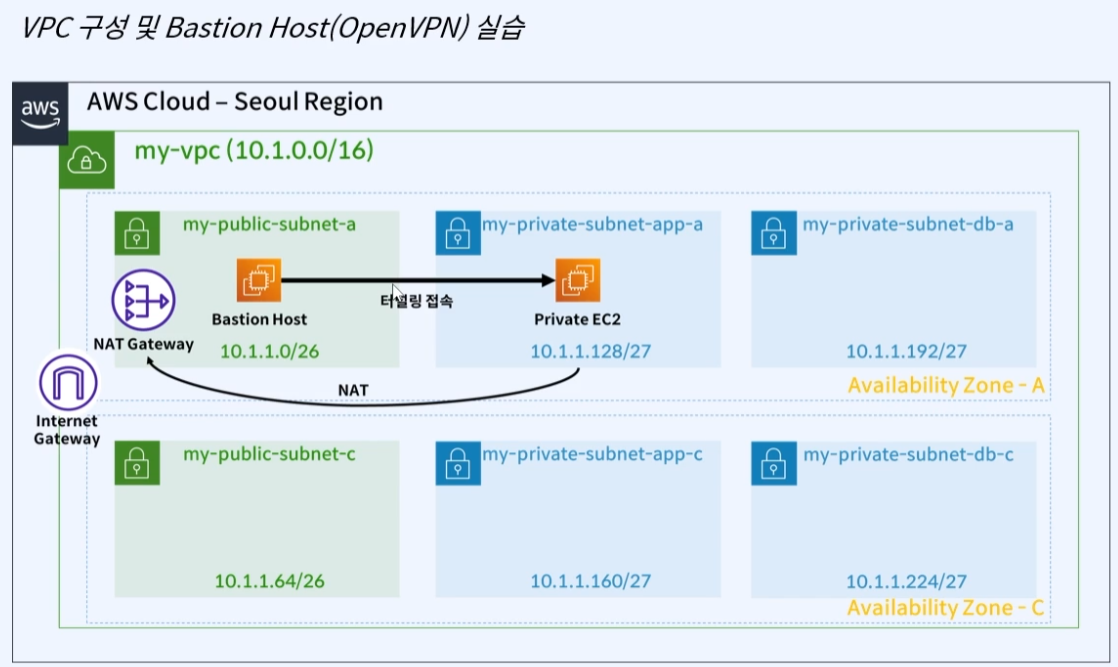 VPC 구성 및 Bastion Host(OpenVPN) 실습
aws
AWS Cloud – Seoul Region
my-vpc (10.1.0.0/16)
my-public-subnet-a
my-private-subnet-app-a
my-private-subnet-db-a
터널링 접속
Bastion Host
Private EC2
NAT Gateway
10.1.1.0/26
10.1.1.128/27
10.1.1.192/27
NAT
Availability Zone - A
Internet
Gateway
my-public-subnet-c
my-private-subnet-app-c
my-private-subnet-db-c
10.1.1.64/26
10.1.1.160/27
10.1.1.224/27
Availability Zone - C